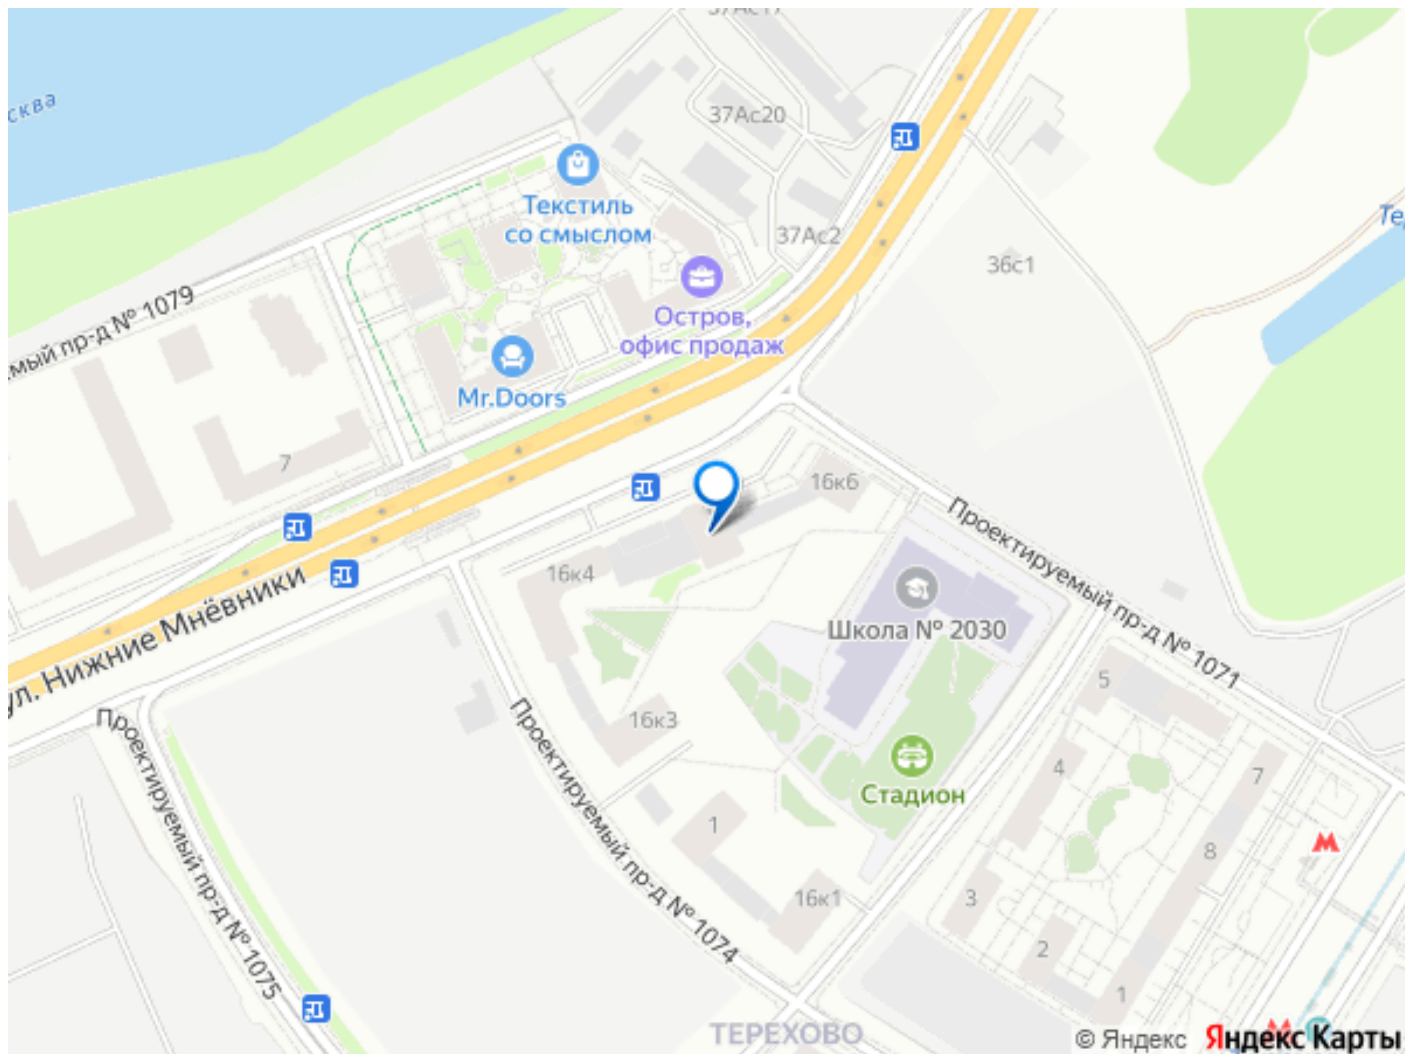 37Ас17
сква
37Ас20
Текстиль
со смыслом
37Ас2
36с1
Остров,
офис продаж
мый пр-д № 1079
Mr.Doors
7
16к6
Проектируемый пр-д № 1071
16к4
ул. Нижние Мнёвники
Школа № 2030
5
16к3
Проектируемый пр-д № 1075
Проектируемый пр-д № 1074
4
7
Стадион
1
8
3
16к1
2
1
ТЕРЕХОВО
© Яндекс Яндекс Карты